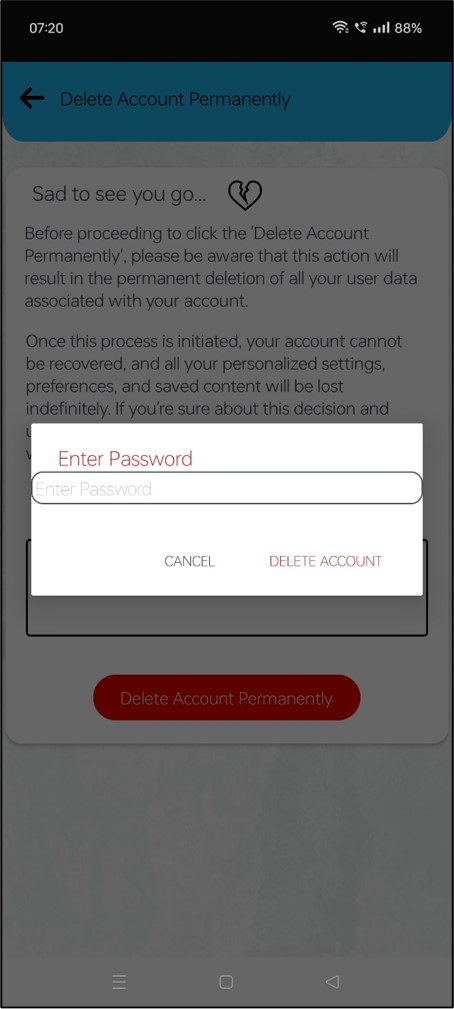 07:20
88%
Delete Account Permanently
Sad to see you go...
Before proceeding to click the 'Delete Account
Permanently', please be aware that this action will
result in the permanent deletion of all your user data
associated with your account.
Once this process is initiated, your account cannot
be recovered, and all your personalized settings,
preferences, and saved content will be lost
indefinitely. If you're sure about this decision and
Enter Password
Enter Password
CANCEL
DELETE ACCOUNT
Delete Account Permanently